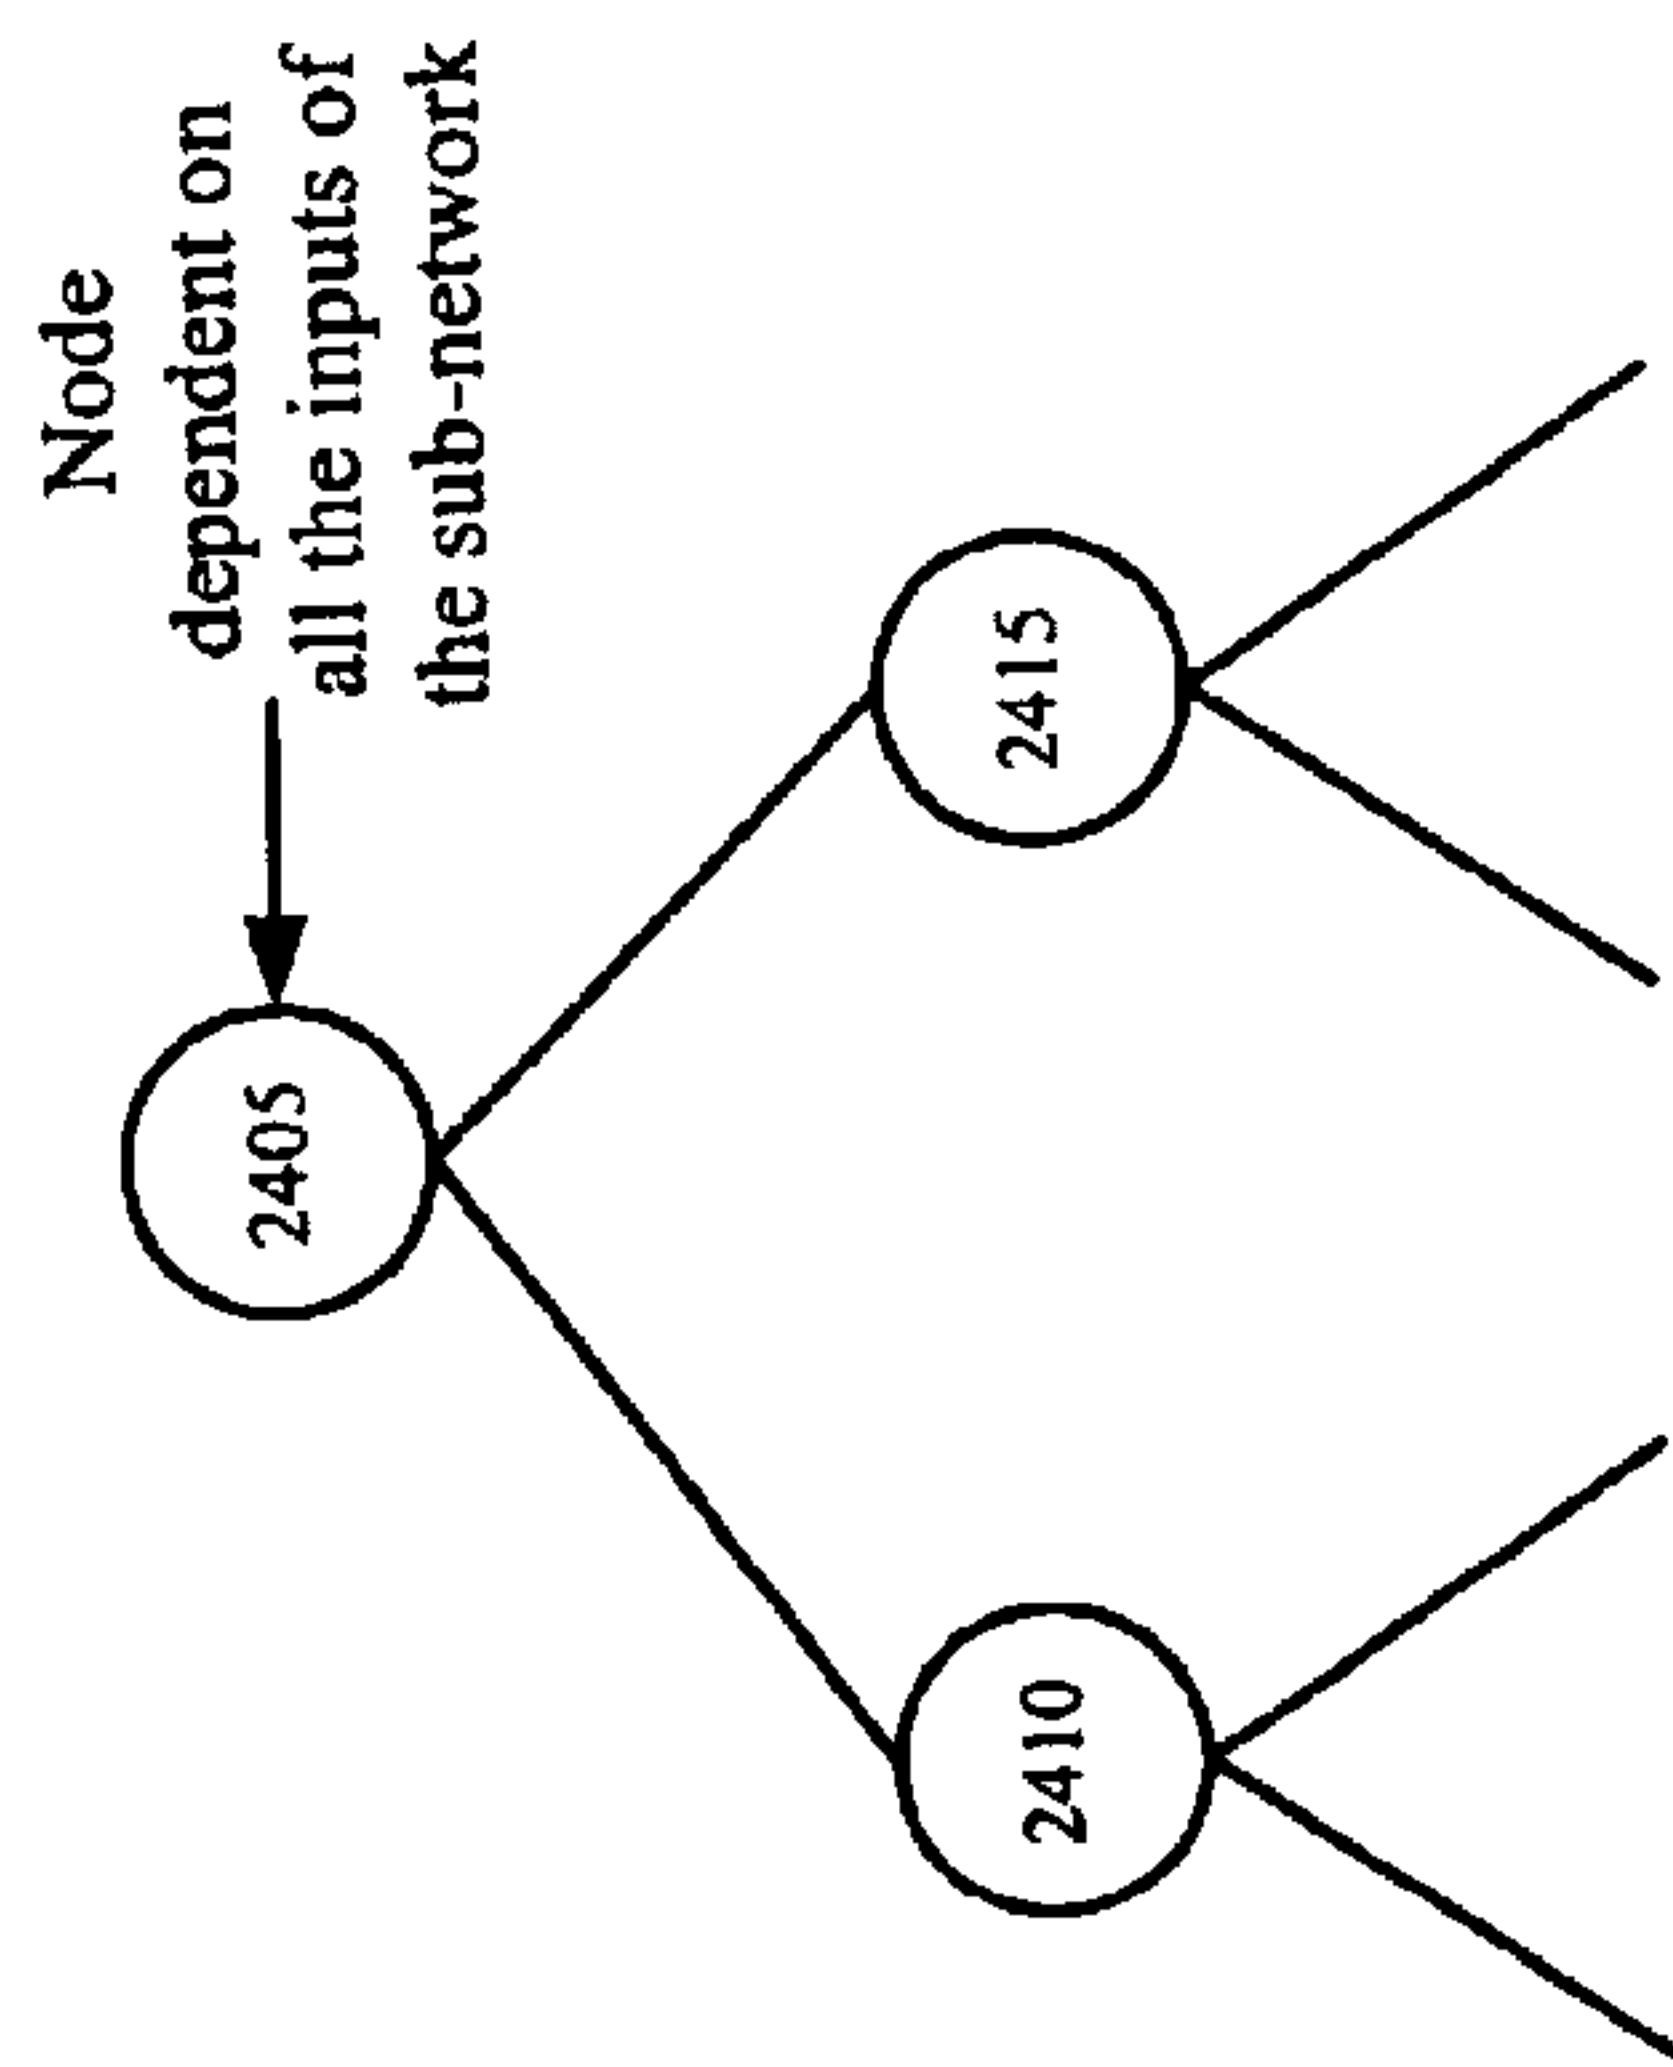 Node
dependent on
all the inputs of
the sub-network
2405
2410
2415